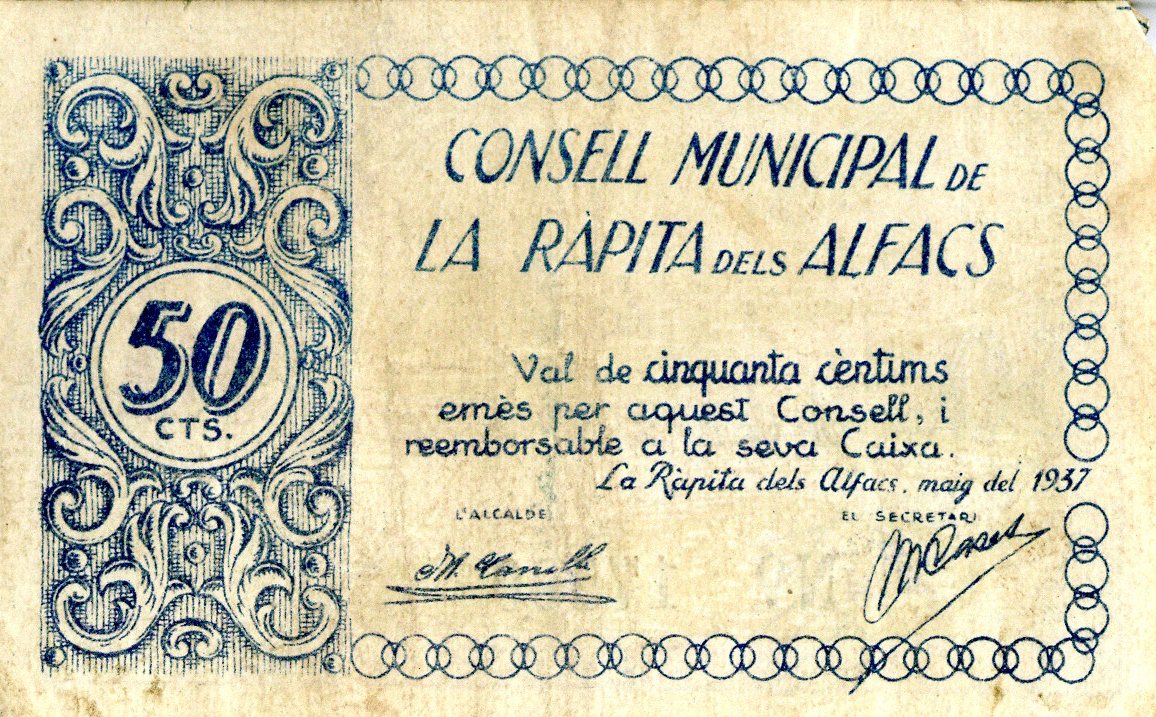 50
CTS.
CONSELL MUNICIPAL DE
LA RÀPITA DELS ALFACS
Val de cinquanta cèntims
emès per aquest Consell, i
reemborsable a la seva Caixa.
La Ràpita dels Alfacs, maig del 1937
L'ALCALDE
EL SECRETARI